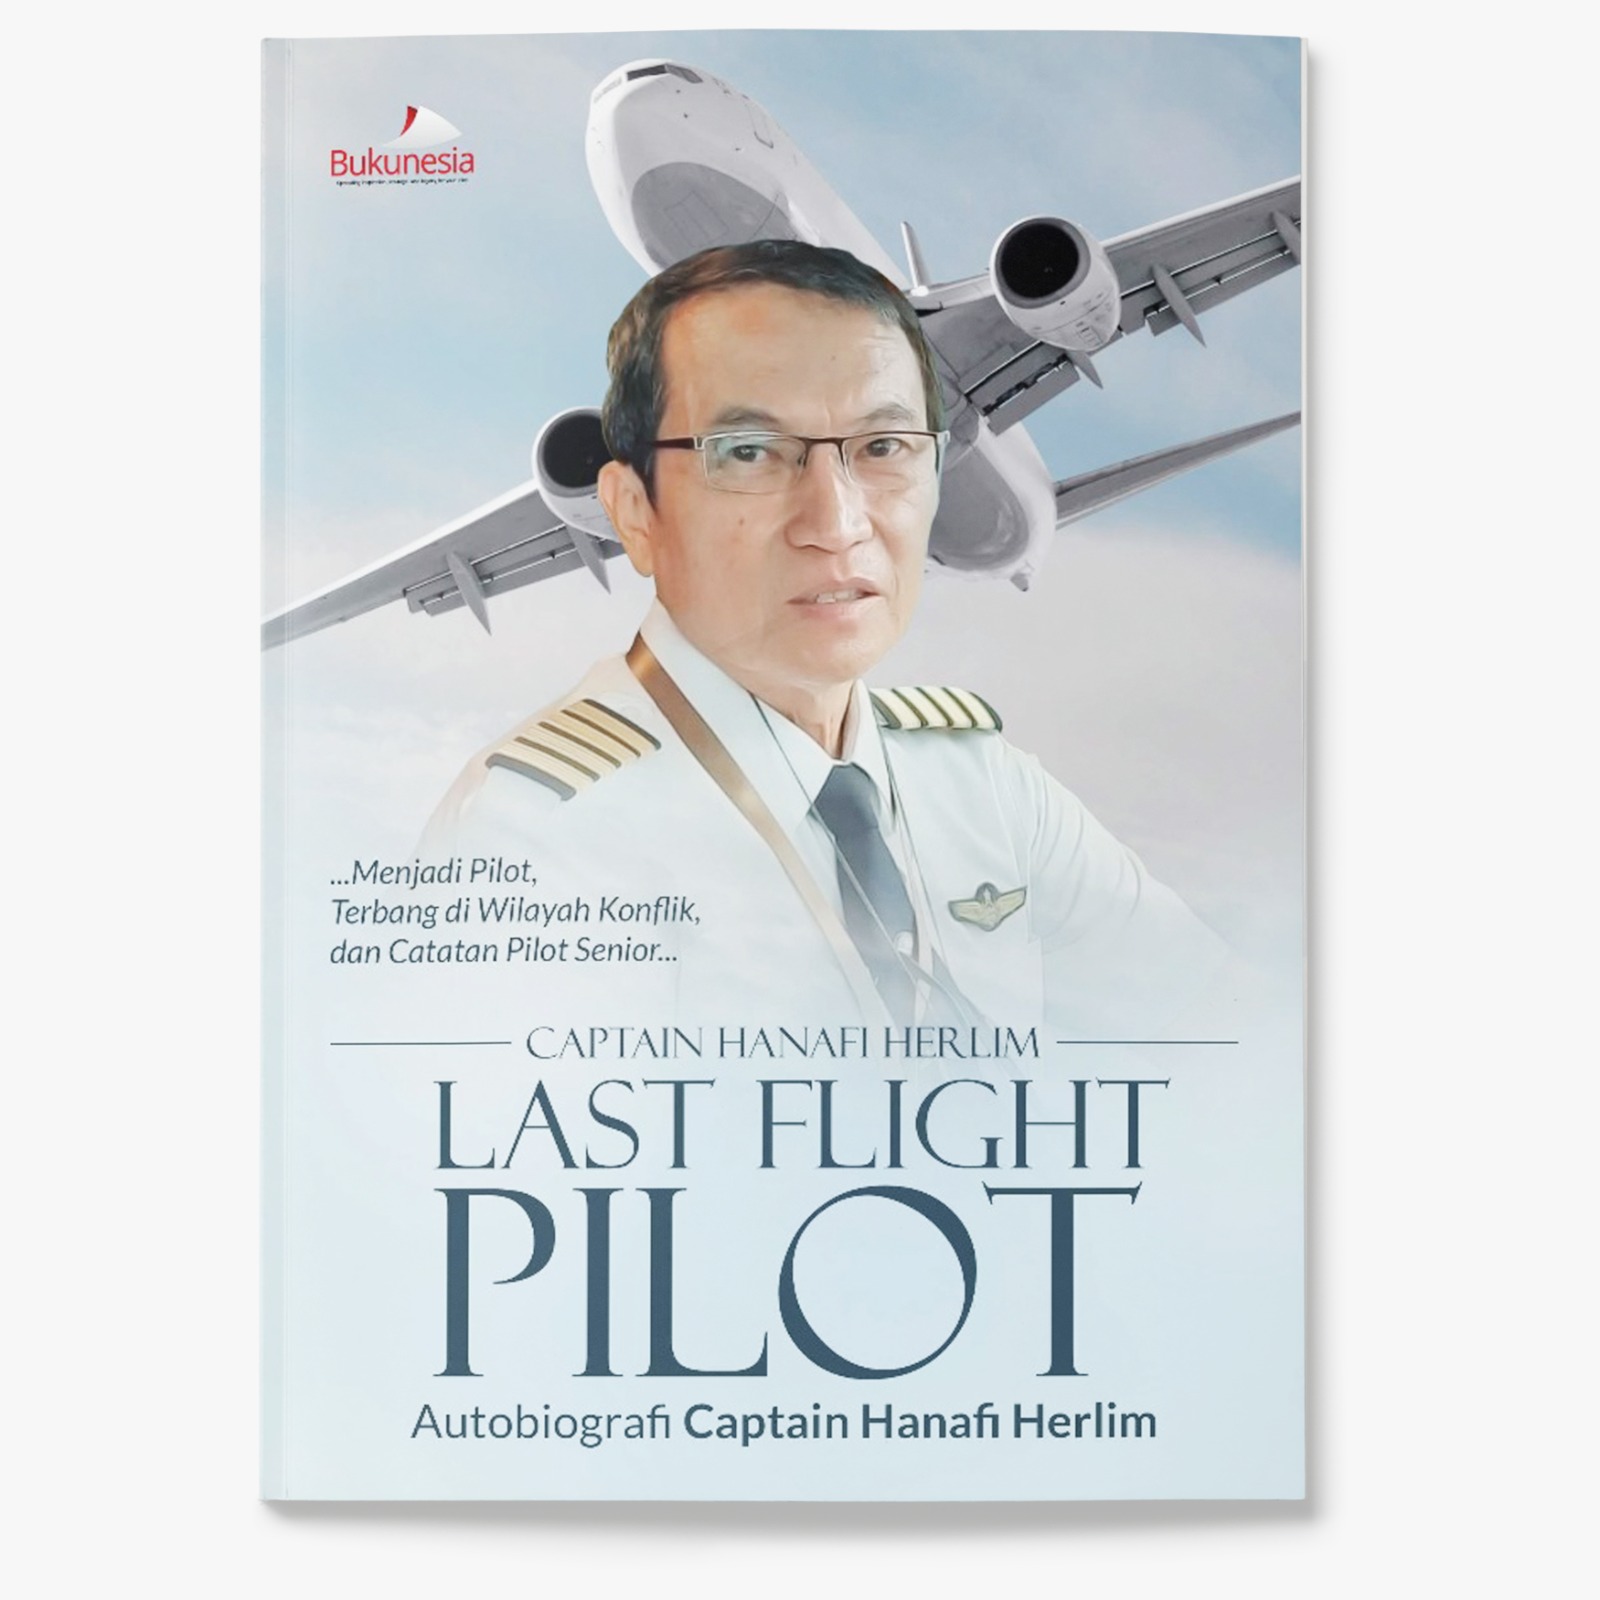 Bukunesia
...Menjadi Pilot,
Terbang di Wilayah Konflik,
dan Catatan Pilot Senior...
CAPTAIN HANAFI HERLIM
LAST FLIGHT
PILOT
Autobiografi Captain Hanafi Herlim